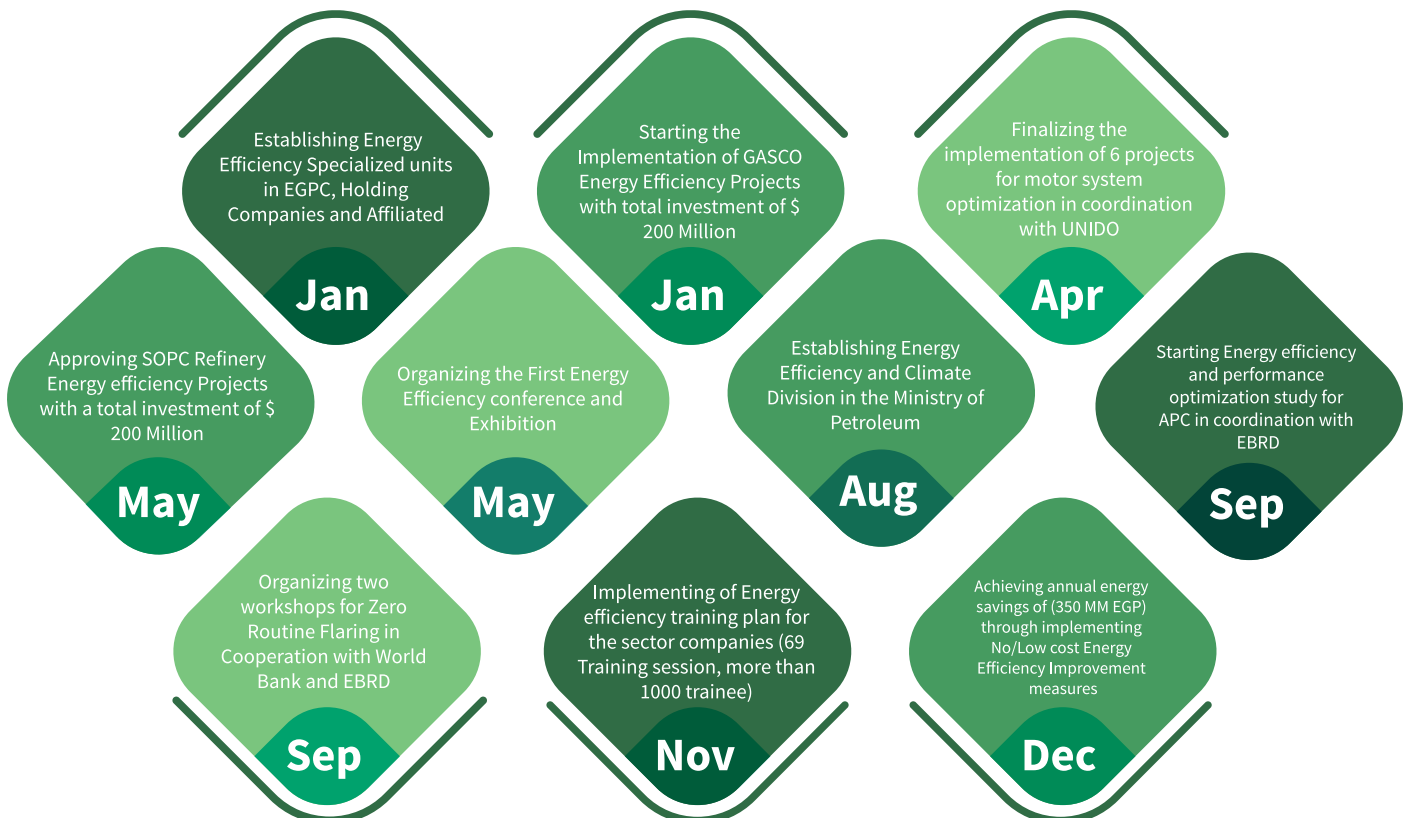 Establishing Energy
Efficiency Specialized units
in EGPC, Holding
Companies and Affiliated
Jan
Starting the
Implementation of GASCO
Energy Efficiency Projects
with total investment of $
200 Million
Jan
Finalizing the
implementation of 6 projects
for motor system
optimization in coordination
with UNIDO
Apr
Approving SOPC Refinery
Energy efficiency Projects
with a total investment of $
200 Million
May
Organizing the First Energy
Efficiency conference and
Exhibition
May
Establishing Energy
Efficiency and Climate
Division in the Ministry of
Petroleum
Aug
Starting Energy efficiency
and performance
optimization study for
APC in coordination with
EBRD
Sep
Organizing two
workshops for Zero
Routine Flaring in
Cooperation with World
Bank and EBRD
Sep
Implementing of Energy
efficiency training plan for
the sector companies (69
Training session, more than
1000 trainee)
Nov
Achieving annual energy
savings of (350 MM EGP)
through implementing
No/Low cost Energy
Efficiency Improvement
measures
Dec